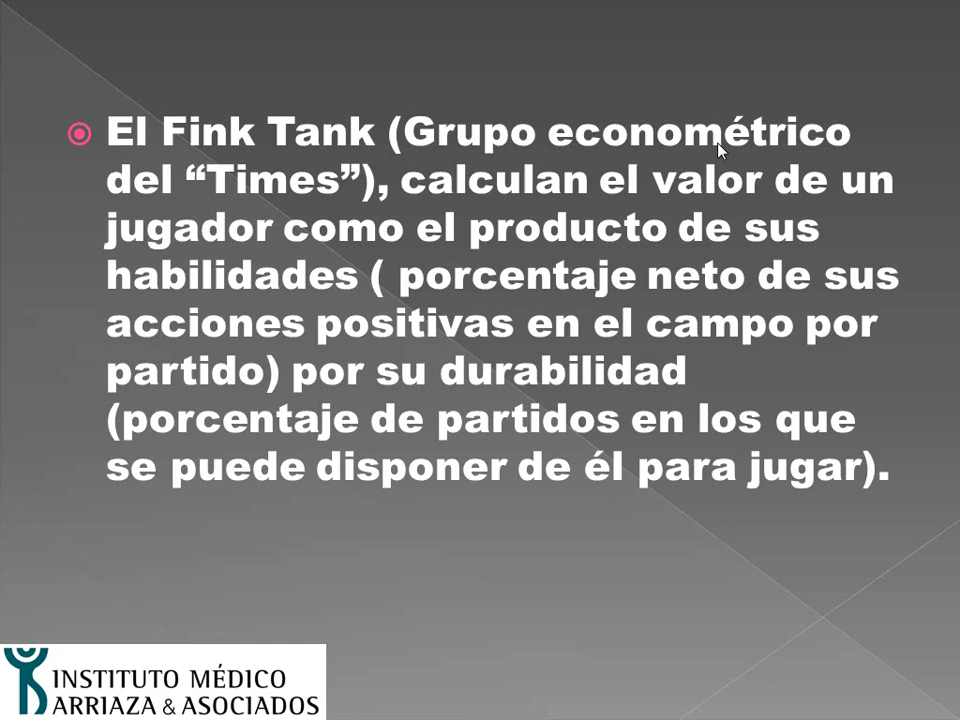 El Fink Tank (Grupo econométrico
del “Times”), calculan el valor de un
jugador como el producto de sus
habilidades ( porcentaje neto de sus
acciones positivas en el campo por
partido) por su durabilidad
(porcentaje de partidos en los que
se puede disponer de él para jugar).
INSTITUTO MÉDICO
ARRIAZA & ASOCIADOS